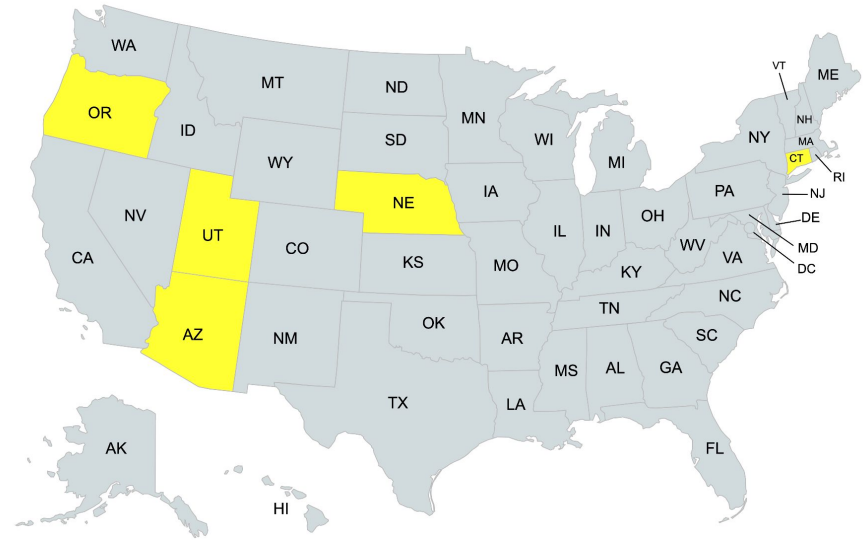 WA
MT
ND
MN
VT
ME
OR
ID
SD
WI
MI
NY
NH
MA
CT
RI
WY
IA
NE
PA
NJ
NV
UT
CO
IL
IN
OH
DE
MD
DC
CA
KS
MO
WV
VA
KY
NC
TN
AZ
NM
OK
AR
SC
MS
AL
GA
TX
LA
AK
FL
HI